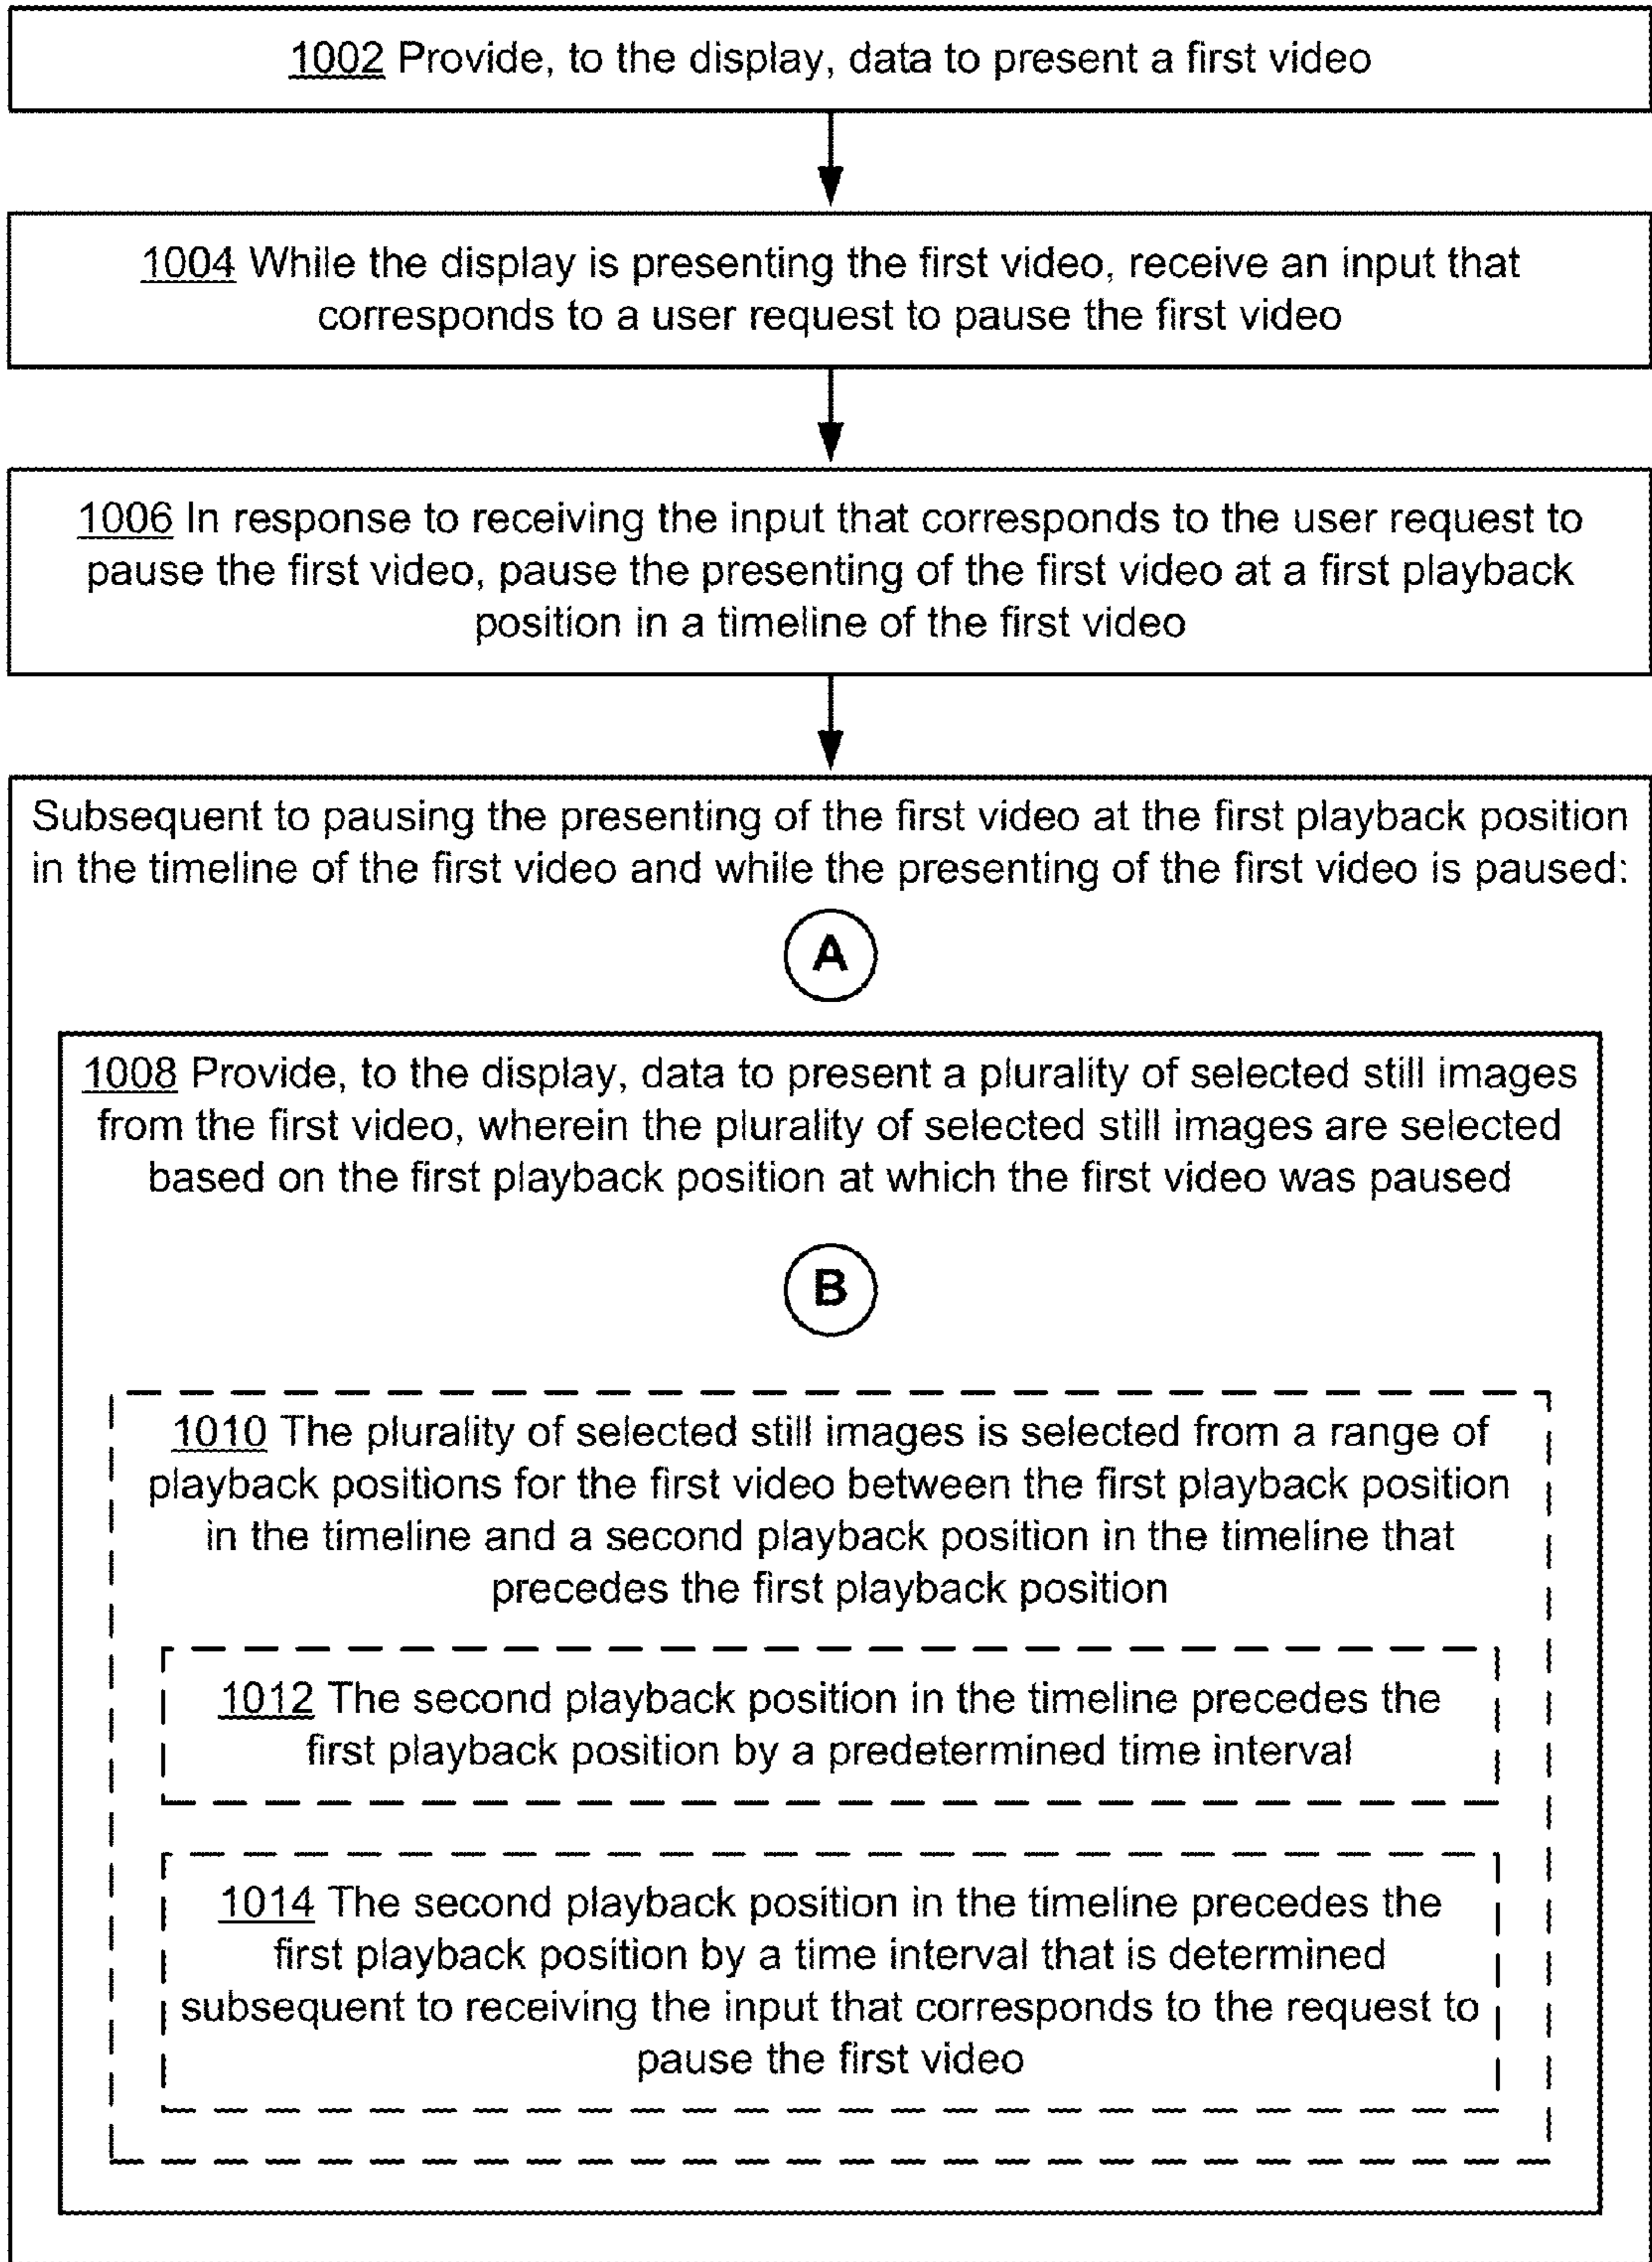 1002 Provide, to the display, data to present a first video
1004 While the display is presenting the first video, receive an input that
corresponds to a user request to pause the first video
1006 In response to receiving the input that corresponds to the user request to
pause the first video, pause the presenting of the first video at a first playback
position in a timeline of the first video
Subsequent to pausing the presenting of the first video at the first playback position
in the timeline of the first video and while the presenting of the first video is paused:
A
1008 Provide, to the display, data to present a plurality of selected still images
from the first video, wherein the plurality of selected still images are selected
based on the first playback position at which the first video was paused
B
1010 The plurality of selected still images is selected from a range of
playback positions for the first video between the first playback position
in the timeline and a second playback position in the timeline that
precedes the first playback position
1012 The second playback position in the timeline precedes the
first playback position by a predetermined time interval
1014 The second playback position in the timeline precedes the
first playback position by a time interval that is determined
subsequent to receiving the input that corresponds to the request to
pause the first video